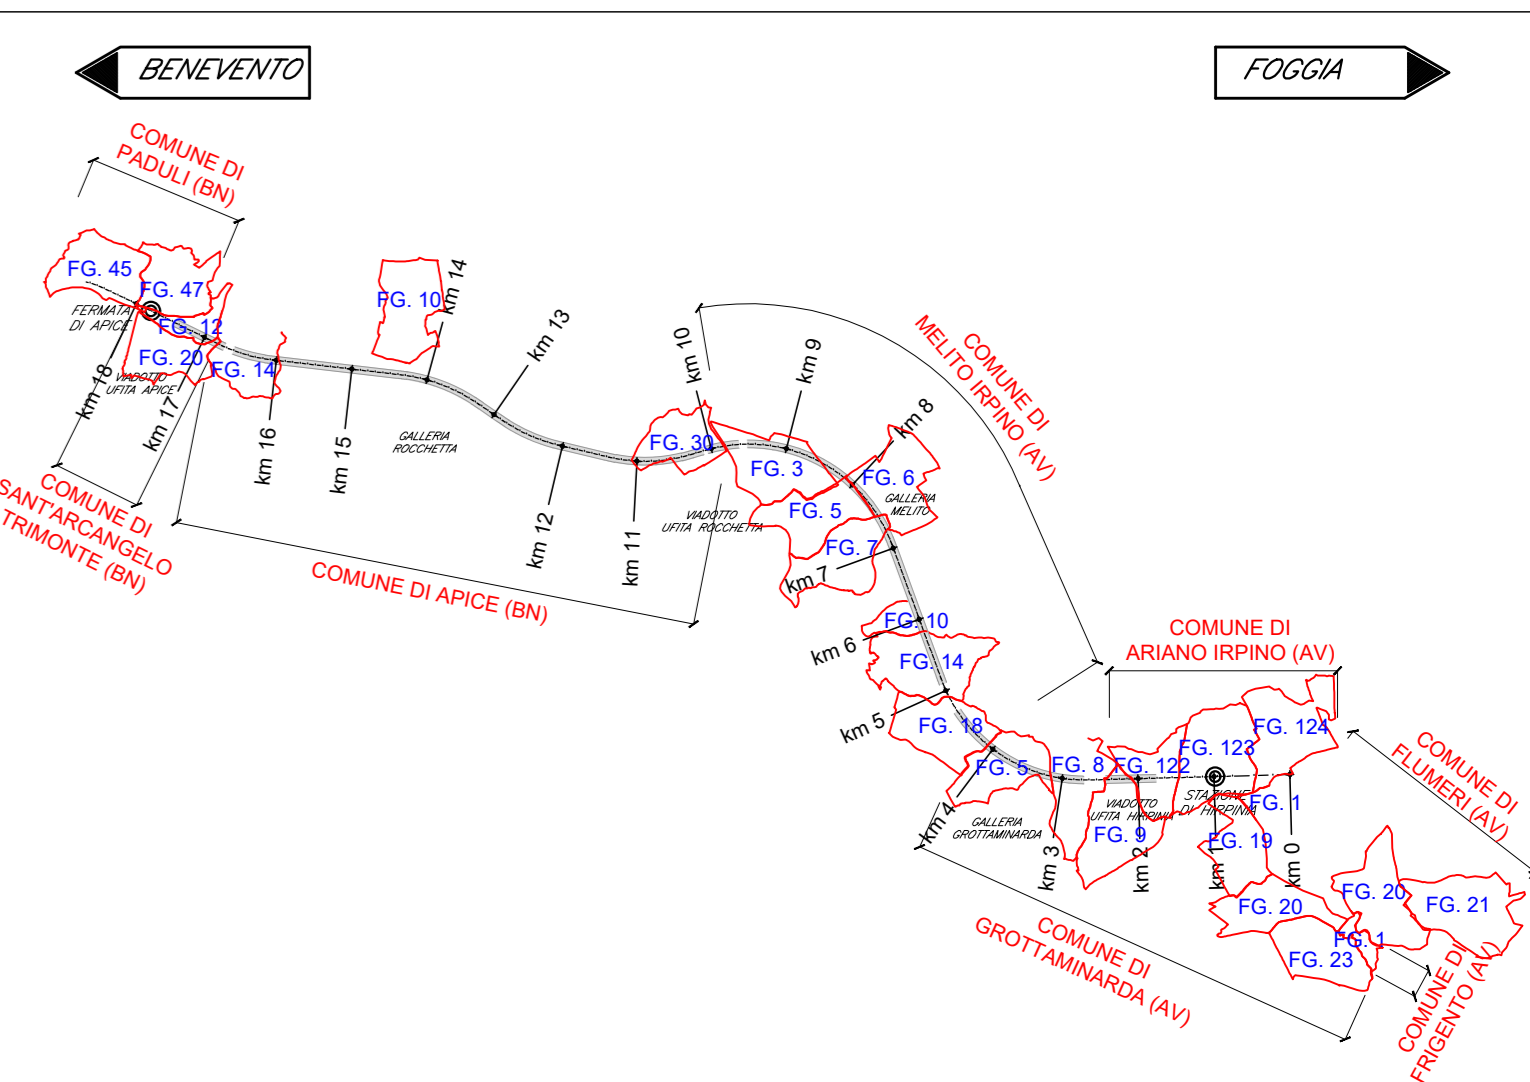 BENEVENTO
FOGGIA
COMUNE DI
PADULI (BN)
FG. 45
FG. 47
FERMATA
DI APICE
FG. 12
FG. 20
VIADOTTO
UFITA APICE
FG. 14
km 18
km 17
km 16
km 15
FG. 10
km 14
km 13
GALLERIA
ROCCHETTA
km 12
km 11
COMUNE DI
SANT'ARCANGELO
TRIMONTE (BN)
COMUNE DI APICE (BN)
FG. 30
km 10
VIADOTTO
UFITA ROCCHETTA
km 9
FG. 3
km 8
FG. 6
GALLERIA
MELITO
FG. 5
FG. 7
km 7
COMUNE DI
MELITO IRPINO (AV)
FG. 10
km 6
FG. 14
km 5
FG. 18
FG. 5
km 4
GALLERIA
GROTTAMINARDA
FG. 8
km 3
COMUNE DI
ARIANO IRPINO (AV)
FG. 122
FG. 123
FG. 124
VIADOTTO
UFITA HIRPINIA
STAZIONE
DI HIRPINIA
FG. 9
km 2
km 1
km 0
FG. 1
FG. 19
FG. 20
FG. 23
FG. 20
FG. 21
FG. 1
COMUNE DI
FLUMERI (AV)
COMUNE DI
GROTTAMINARDA (AV)
COMUNE DI
FRIGENTO (AV)